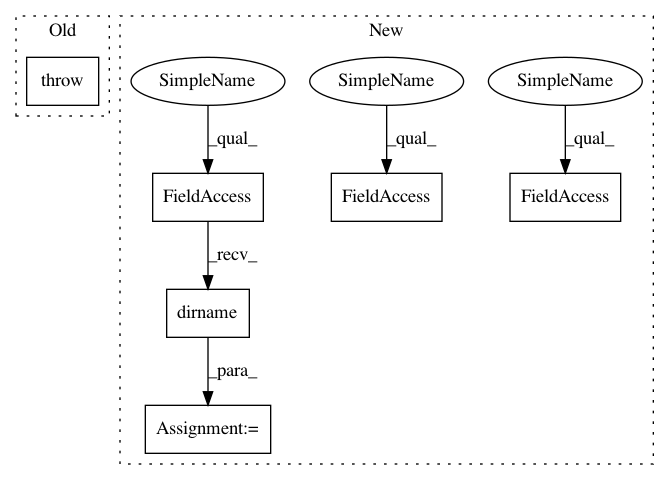 Old
New
throw
SimpleName
SimpleName
SimpleName
_qual_
_qual_
_qual_
FieldAccess
FieldAccess
FieldAccess
_recv_
dirname
_para_
Assignment:=